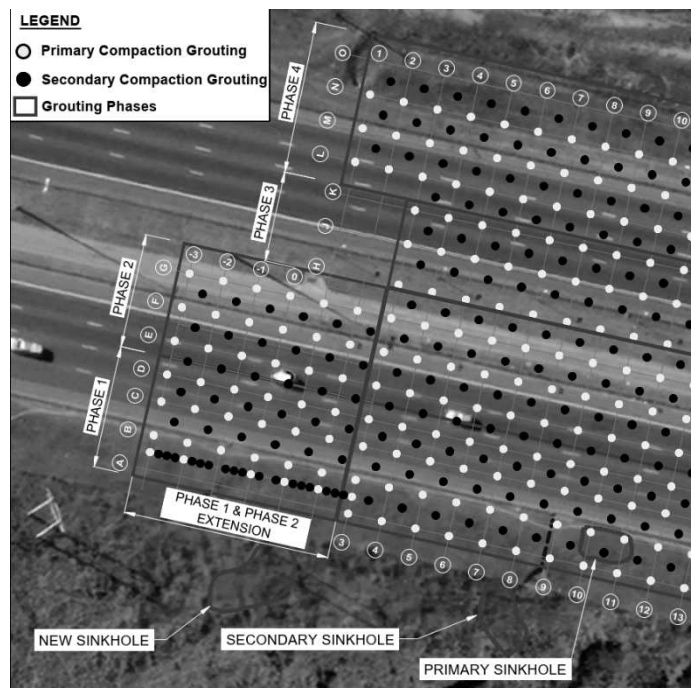 LEGEND
Primary Compaction Grouting
Secondary Compaction Grouting
Grouting Phases
PHASE 4
PHASE 3
PHASE 2
PHASE 1
O
N
M
L
K
J
H
G
F
E
D
C
B
A
1 2 3 4 5 6 7 8 9 10
-3 -2 -1 0
3 4 5 6 7 8 9 10 11 12 13
PHASE 1 & PHASE 2
EXTENSION
NEW SINKHOLE
SECONDARY SINKHOLE
PRIMARY SINKHOLE